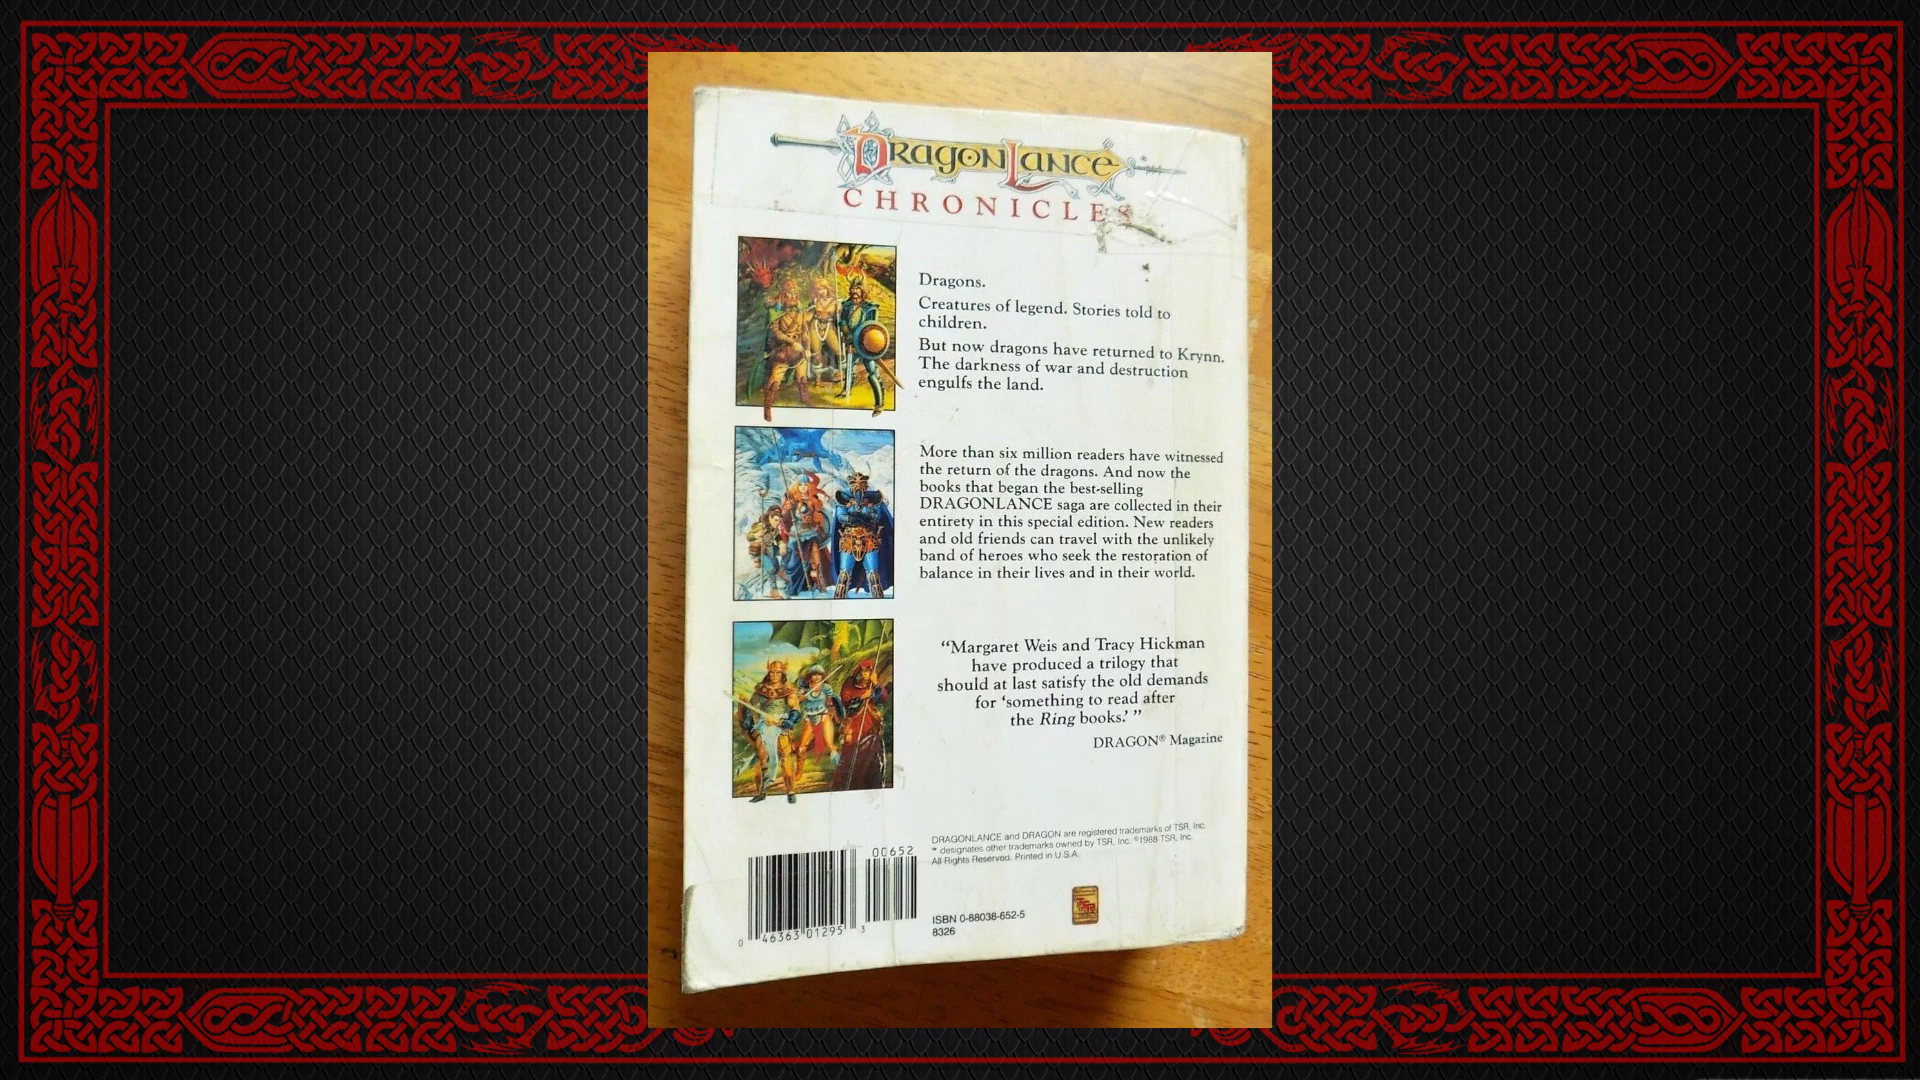 DRAGONLANCE
CHRONICLES
Dragons.
Creatures of legend. Stories told to
children.
But now dragons have returned to Krynn.
The darkness of war and destruction
engulfs the land.
More than six million readers have witnessed
the return of the dragons. And now the
books that began the best-selling
DRAGONLANCE saga are collected in their
entirety in this special edition. New readers
and old friends can travel with the unlikely
band of heroes who seek the restoration of
balance in their lives and in their world.
“Margaret Weis and Tracy Hickman
have produced a trilogy that
should at last satisfy the old demands
for ‘something to read after
the Ring books.’ ”
DRAGON® Magazine
DRAGONLANCE and DRAGON are registered trademarks of TSR, Inc.
™ designates other trademarks owned by TSR, Inc. ©1988 TSR, Inc.
All Rights Reserved. Printed in U.S.A.
00652
0 46363 01295 3
ISBN 0-88038-652-5
8326
TSR